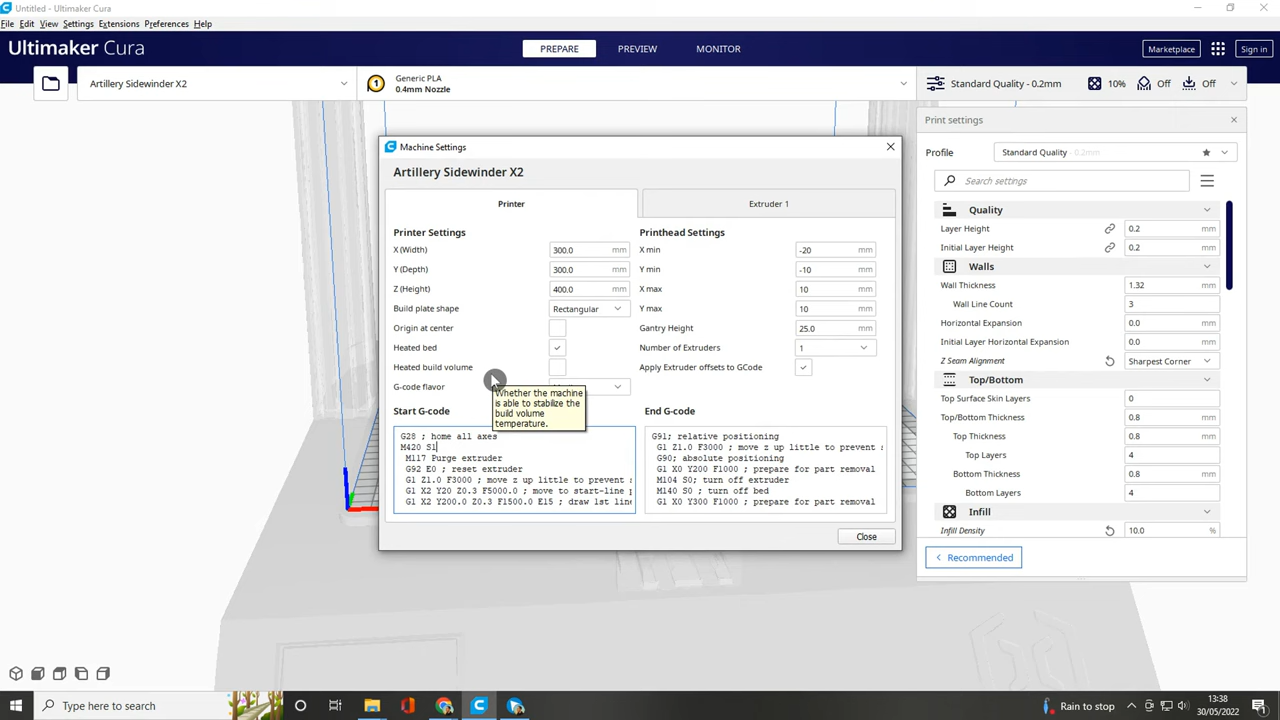 Untitled - Ultimaker Cura
File Edit View Settings Extensions Preferences Help
Ultimaker Cura
PREPARE PREVIEW MONITOR
Marketplace Sign in
Artillery Sidewinder X2
1
Generic PLA
0.4mm Nozzle
Standard Quality - 0.2mm 10% Off Off
Print settings
Profile Standard Quality - 0.2mm
Search settings
Quality
Layer Height 0.2 mm
Initial Layer Height 0.2 mm
Walls
Wall Thickness 1.32 mm
Wall Line Count 3
Horizontal Expansion 0.0 mm
Initial Layer Horizontal Expansion 0.0 mm
Z Seam Alignment Sharpest Corner
Top/Bottom
Top Surface Skin Layers 0
Top/Bottom Thickness 0.8 mm
Top Thickness 0.8 mm
Top Layers 4
Bottom Thickness 0.8 mm
Bottom Layers 4
Infill
Infill Density 10.0 %
Recommended
Machine Settings
Artillery Sidewinder X2
Printer
Extruder 1
Printer Settings
X (Width) 300.0 mm
Y (Depth) 300.0 mm
Z (Height) 400.0 mm
Build plate shape Rectangular
Origin at center
Heated bed
Heated build volume
G-code flavor
Whether the machine
is able to stabilize the
build volume
temperature.
Printhead Settings
X min -20 mm
Y min -10 mm
X max 10 mm
Y max 10 mm
Gantry Height 25.0 mm
Number of Extruders 1
Apply Extruder offsets to GCode
Start G-code
G28 ; home all axes
M420 S1
M117 Purge extruder
G92 E0 ; reset extruder
G1 Z1.0 F3000 ; move z up little to prevent s
G1 X2 Y20 Z0.3 F5000.0 ; move to start-line p
G1 X2 Y200.0 Z0.3 F1500.0 E15 ; draw 1st line
End G-code
G91; relative positioning
G1 Z1.0 F3000 ; move z up little to prevent s
G90; absolute positioning
G1 X0 Y200 F1000 ; prepare for part removal
M104 S0; turn off extruder
M140 S0 ; turn off bed
G1 X0 Y300 F1000 ; prepare for part removal
Close
Type here to search
Rain to stop
13:38
30/05/2022
1